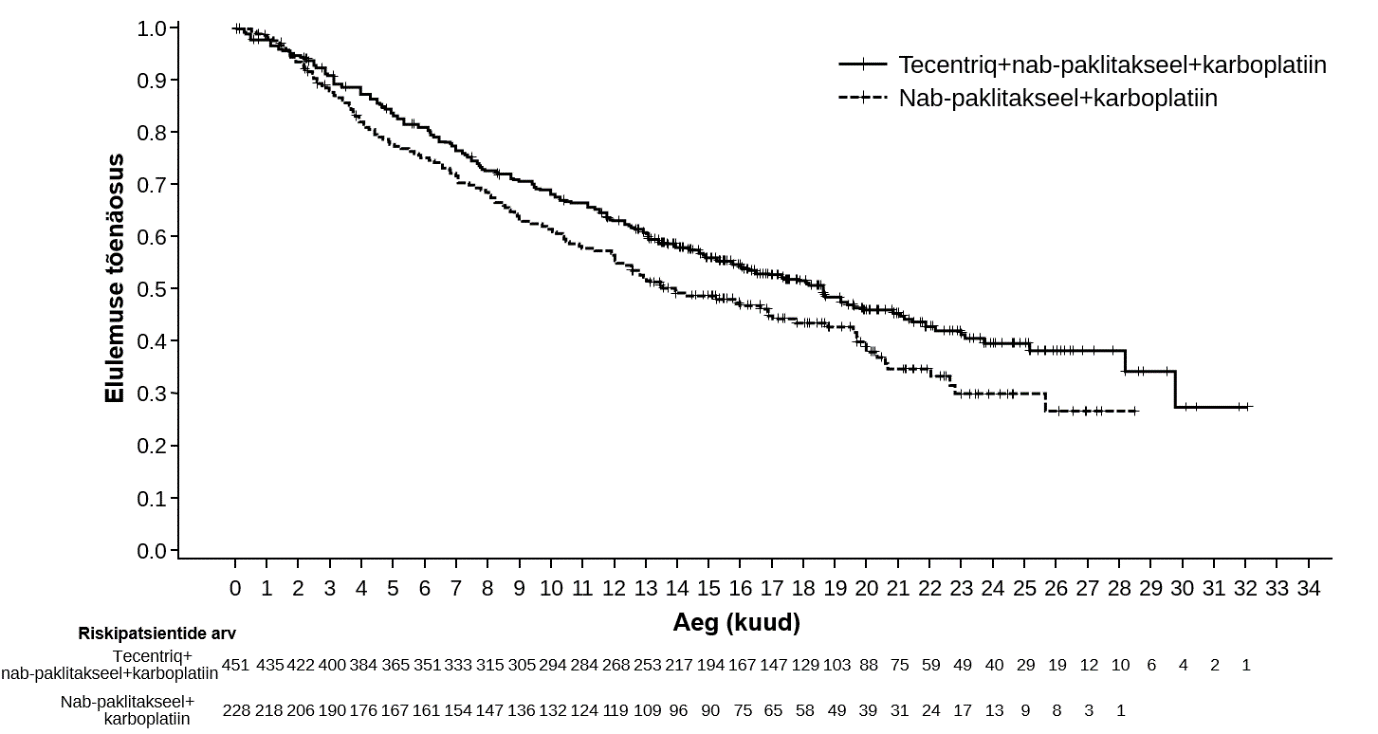 1.0
0.9
0.8
0.7
0.6
0.5
0.4
0.3
0.2
0.1
0.0
Elulemuse tõenäosus
Tecentriq+nab-paklitakseel+karboplatiin
Nab-paklitakseel+karboplatiin
0 1 2 3 4 5 6 7 8 9 10 11 12 13 14 15 16 17 18 19 20 21 22 23 24 25 26 27 28 29 30 31 32 33 34
Aeg (kuud)
Riskipatsientide arv
Tecentriq+
nab-paklitakseel+karboplatiin 451 435 422 400 384 365 351 333 315 305 294 284 268 253 217 194 167 147 129 103 88 75 59 49 40 29 19 12 10 6 4 2 1
Nab-paklitakseel+
karboplatiin 228 218 206 190 176 167 161 154 147 136 132 124 119 109 96 90 75 65 58 49 39 31 24 17 13 9 8 3 1